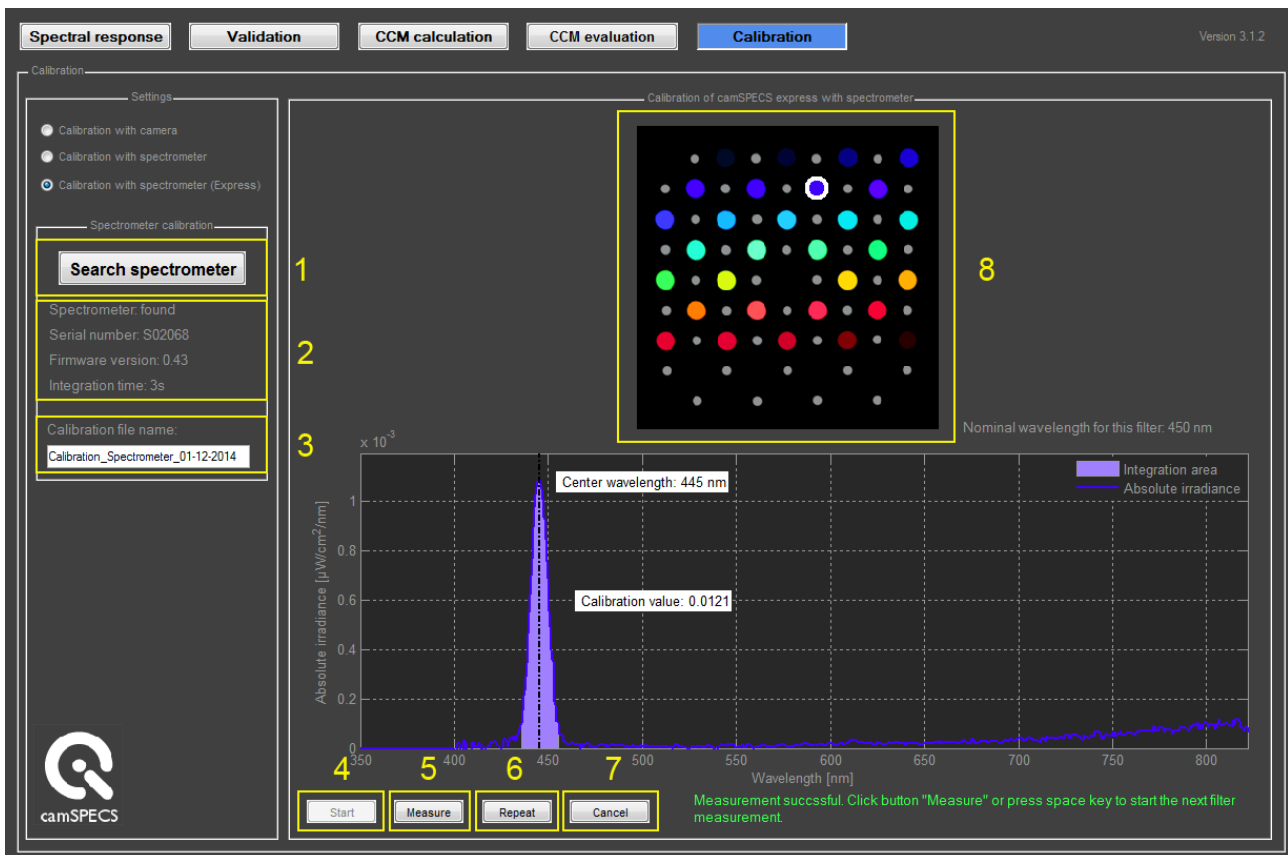 Spectral response
Validation
CCM calculation
CCM evaluation
Calibration
Version 3.1.2
Calibration
Settings
Calibration with camera
Calibration with spectrometer
Calibration with spectrometer (Express)
Spectrometer calibration
Search spectrometer
1
Spectrometer: found
Serial number: S02068
Firmware version: 0.43
Integration time: 3s
2
Calibration file name:
Calibration_Spectrometer_01-12-2014
3
camSPECS
Calibration of camSPECS express with spectrometer
8
Nominal wavelength for this filter: 450 nm
x 10-3
Integration area
Absolute irradiance
Center wavelength: 445 nm
Calibration value: 0.0121
Absolute irradiance [µW/cm2/nm]
1
0.8
0.6
0.4
0.2
0
350 400 450 500 550 600 650 700 750 800
Wavelength [nm]
4 5 6 7
Start
Measure
Repeat
Cancel
Measurement succssful. Click button "Measure" or press space key to start the next filter
measurement.